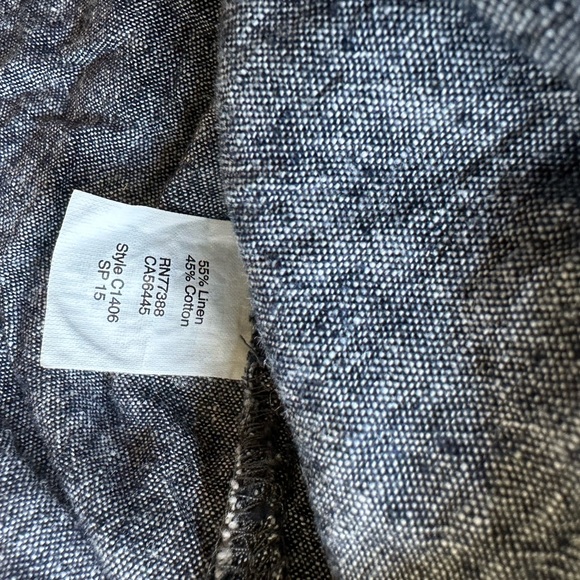 55% Linen
45% Cotton
RN77388
CA56445
Style C1406
SP 15